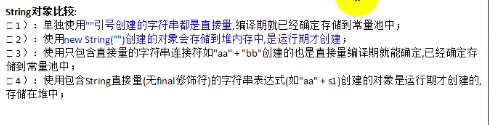 String对象比较:
1）：单独使用""引号创建的字符串都是直接量,编译期就已经确定存储到常量池中；
2）：使用new String("")创建的对象会存储到堆内存中,是运行期才创建；
3）：使用只包含直接量的字符串连接符如"aa" + "bb"创建的也是直接量编译期就能确定,已经确定存
储到常量池中；
4）：使用包含String直接量(无final修饰符)的字符串表达式(如"aa" + s1)创建的对象是运行期才创建的,
存储在堆中；